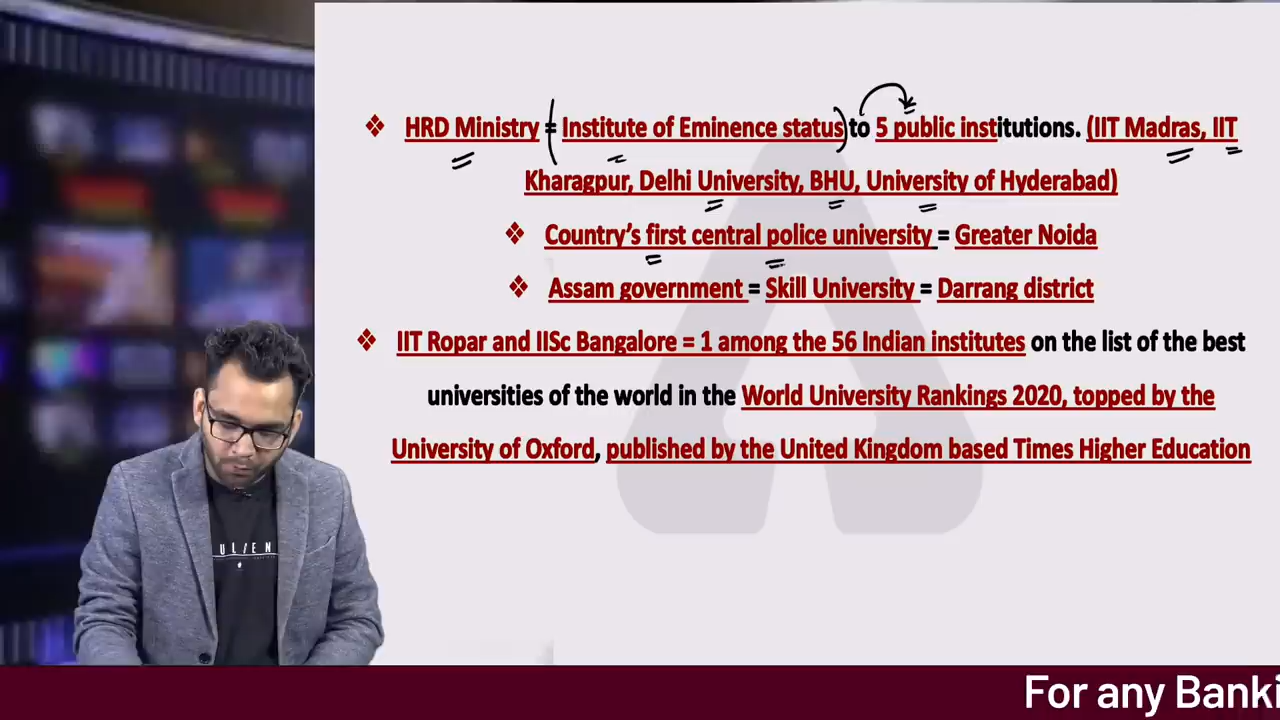 ❖ HRD Ministry = Institute of Eminence status to 5 public institutions. (IIT Madras, IIT
Kharagpur, Delhi University, BHU, University of Hyderabad)
❖ Country's first central police university = Greater Noida
❖ Assam government = Skill University = Darrang district
❖ IIT Ropar and IISc Bangalore = 1 among the 56 Indian institutes on the list of the best
universities of the world in the World University Rankings 2020, topped by the
University of Oxford, published by the United Kingdom based Times Higher Education
For any Banki